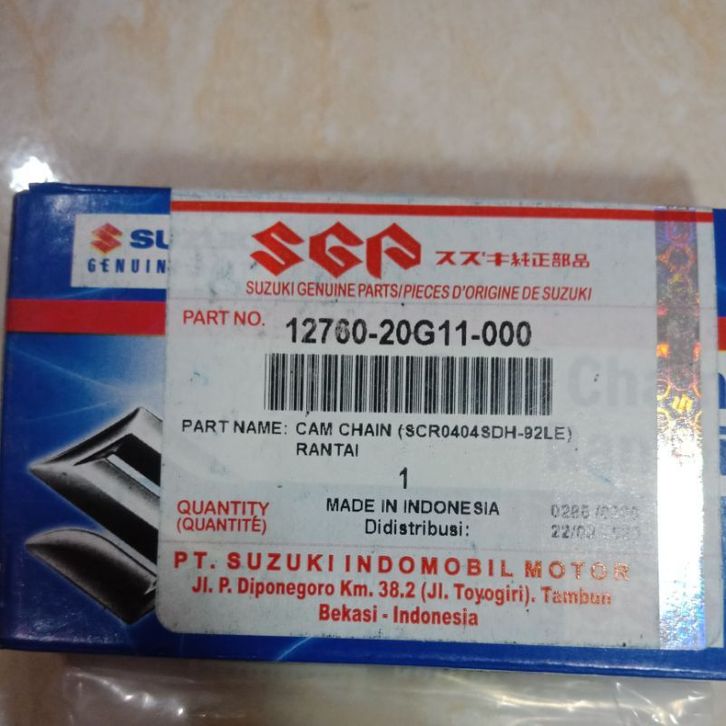 GENUIN
SGP スズキ純正部品
SUZUKI GENUINE PARTS/PIECES D'ORIGINE DE SUZUKI
PART NO. 12760-20G11-000
PART NAME: CAM CHAIN (SCR0404SDH-92LE)
RANTAI
1
QUANTITY
(QUANTITÉ)
MADE IN INDONESIA
Didistribusi:
PT. SUZUKI INDOMOBIL MOTOR
Jl. P. Diponegoro Km. 38.2 (Jl. Toyogiri). Tambun
Bekasi - Indonesia